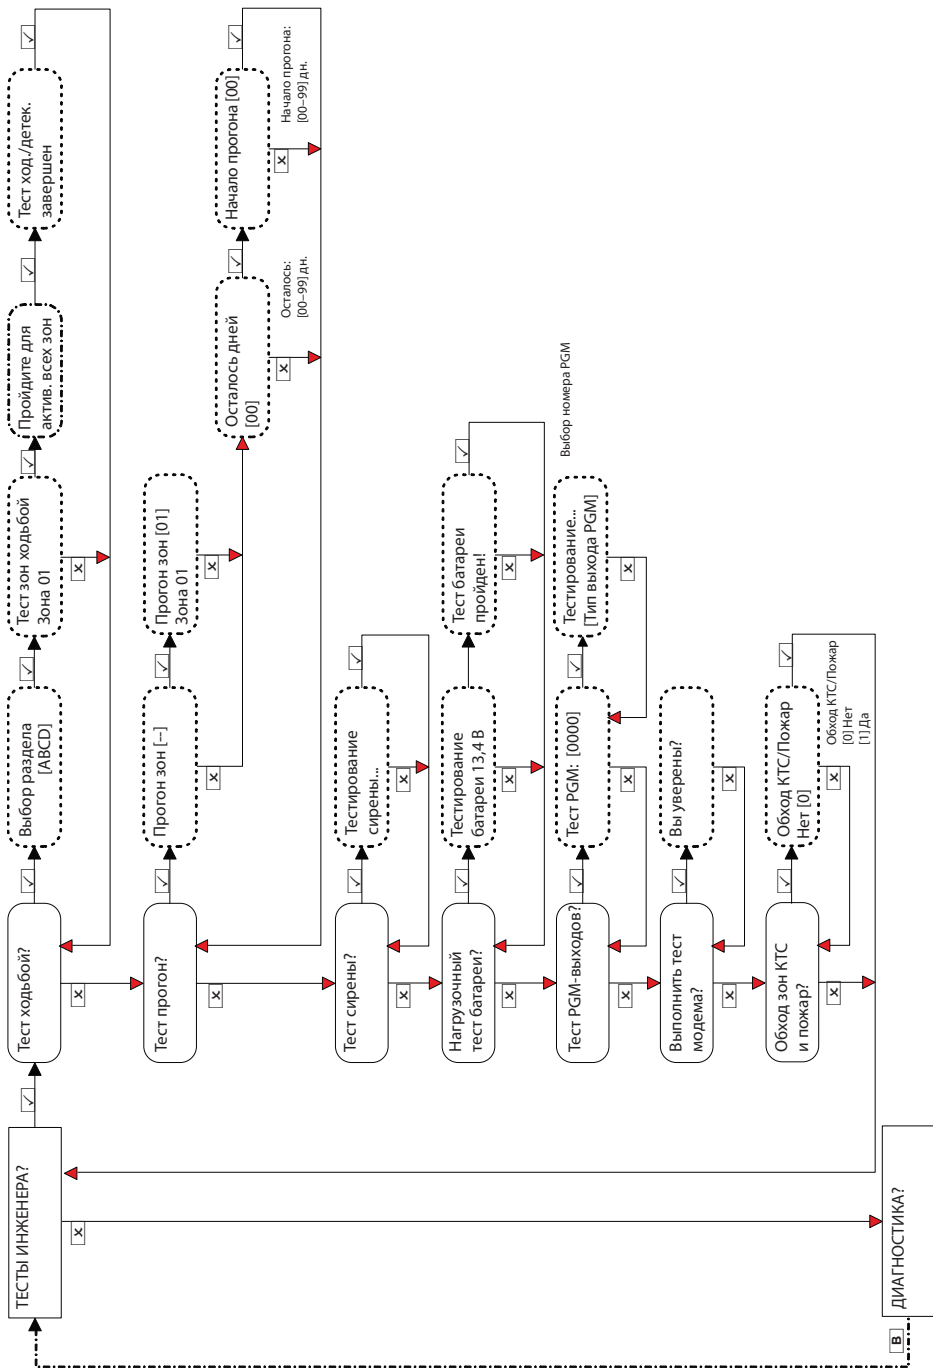 ТЕСТЫ ИНЖЕНЕРА?
Тест ходьбой?
Выбор раздела
[ABCD]
Тест зон ходьбой
Зона 01
Пройдите для
актив. всех зон
Тест ход./детек.
завершен
Тест прогон?
Прогон зон [--]
Прогон зон [01]
Зона 01
Осталось дней
[00]
Осталось:
[00–99] дн.
Начало прогона [00]
Начало прогона:
[00–99] дн.
Тест сирены?
Тестирование
сирены...
Нагрузочный
тест батареи?
Тестирование
батареи 13,4 В
Тест батареи
пройден!
Тест PGM-выходов?
Тест PGM: [0000]
Тестирование...
[Тип выхода PGM]
Выбор номера PGM
Выполнить тест
модема?
Вы уверены?
Обход зон КТС
и пожар?
Обход КТС/Пожар
Нет [0]
Обход КТС/Пожар
[0] Нет
[1] Да
ДИАГНОСТИКА?
B